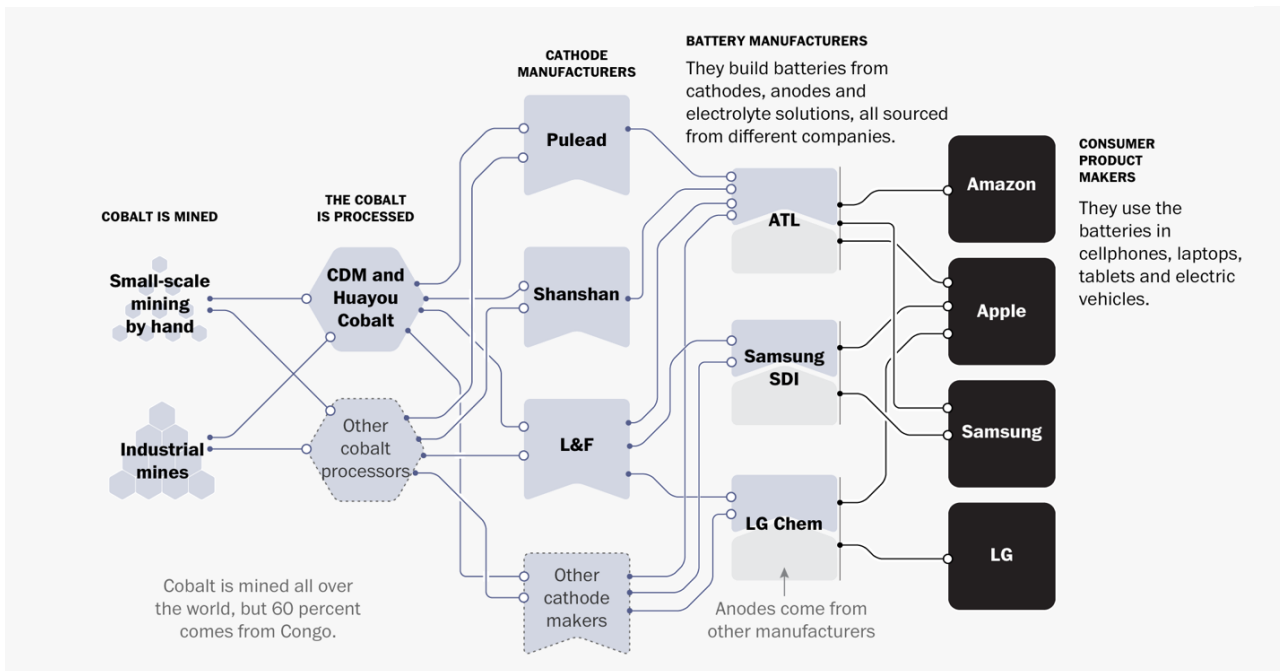 COBALT IS MINED
Small-scale
mining
by hand
Industrial
mines
Cobalt is mined all over
the world, but 60 percent
comes from Congo.
THE COBALT
IS PROCESSED
CDM and
Huayou
Cobalt
Other
cobalt
processors
CATHODE
MANUFACTURERS
Pulead
Shanshan
L&F
Other
cathode
makers
BATTERY MANUFACTURERS
They build batteries from
cathodes, anodes and
electrolyte solutions, all sourced
from different companies.
ATL
Samsung
SDI
LG Chem
Anodes come from
other manufacturers
Amazon
Apple
Samsung
LG
CONSUMER
PRODUCT
MAKERS
They use the
batteries in
cellphones, laptops,
tablets and electric
vehicles.